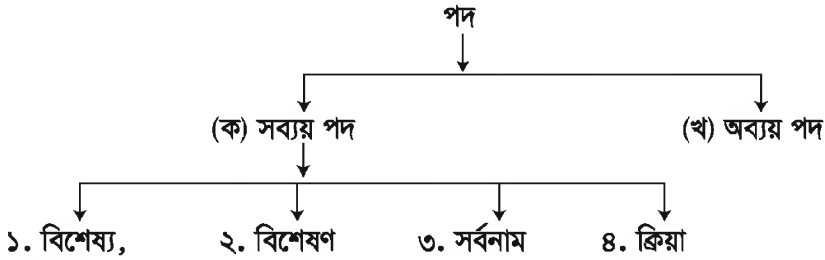 পদ
(ক) সব্যয় পদ (খ) অব্যয় পদ
১. বিশেষ্য, ২. বিশেষণ ৩. সর্বনাম ৪. ক্রিয়া